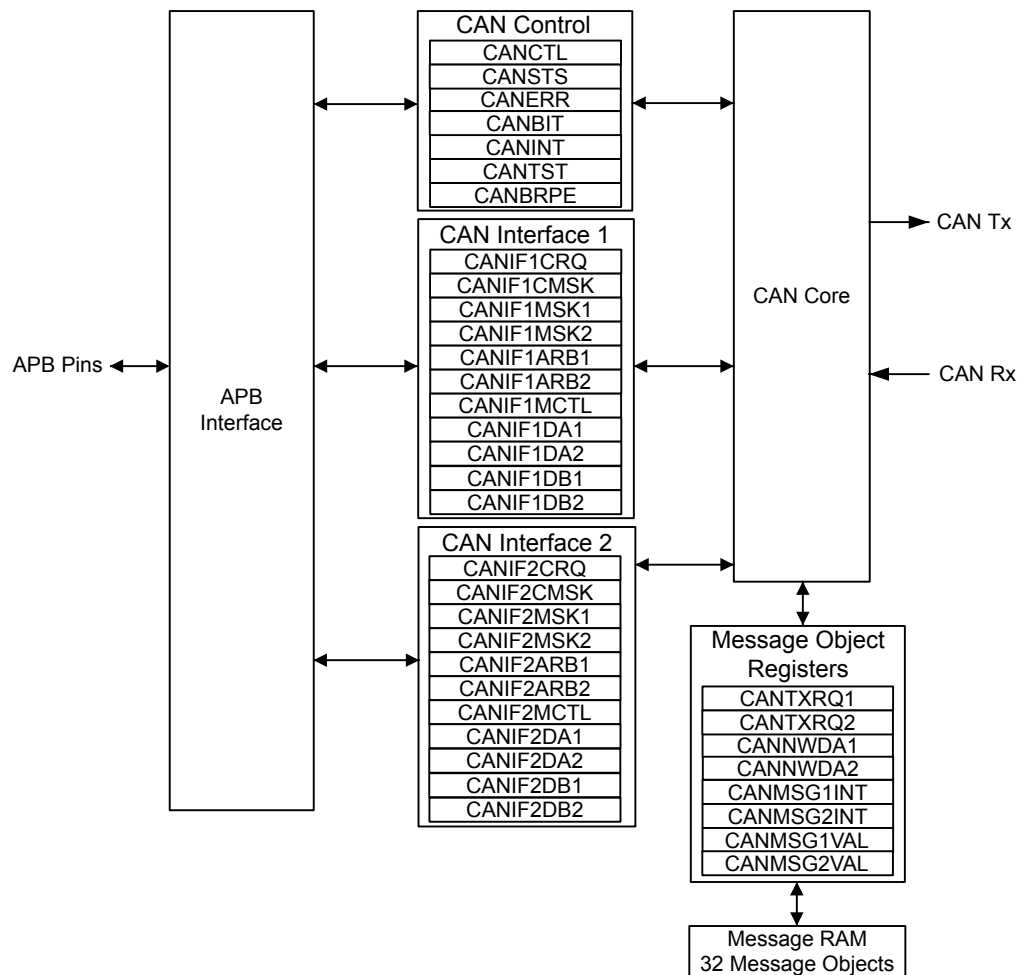 CAN Control
CANCTL
CANSTS
CANERR
CANBIT
CANINT
CANTST
CANBRPE
CAN Interface 1
CANIF1CRQ
CANIF1CMSK
CANIF1MSK1
CANIF1MSK2
CANIF1ARB1
CANIF1ARB2
CANIF1MCTL
CANIF1DA1
CANIF1DA2
CANIF1DB1
CANIF1DB2
CAN Interface 2
CANIF2CRQ
CANIF2CMSK
CANIF2MSK1
CANIF2MSK2
CANIF2ARB1
CANIF2ARB2
CANIF2MCTL
CANIF2DA1
CANIF2DA2
CANIF2DB1
CANIF2DB2
APB Pins
APB
Interface
CAN Core
CAN Tx
CAN Rx
Message Object
Registers
CANTXRQ1
CANTXRQ2
CANNWDA1
CANNWDA2
CANMSG1INT
CANMSG2INT
CANMSG1VAL
CANMSG2VAL
Message RAM
32 Message Objects